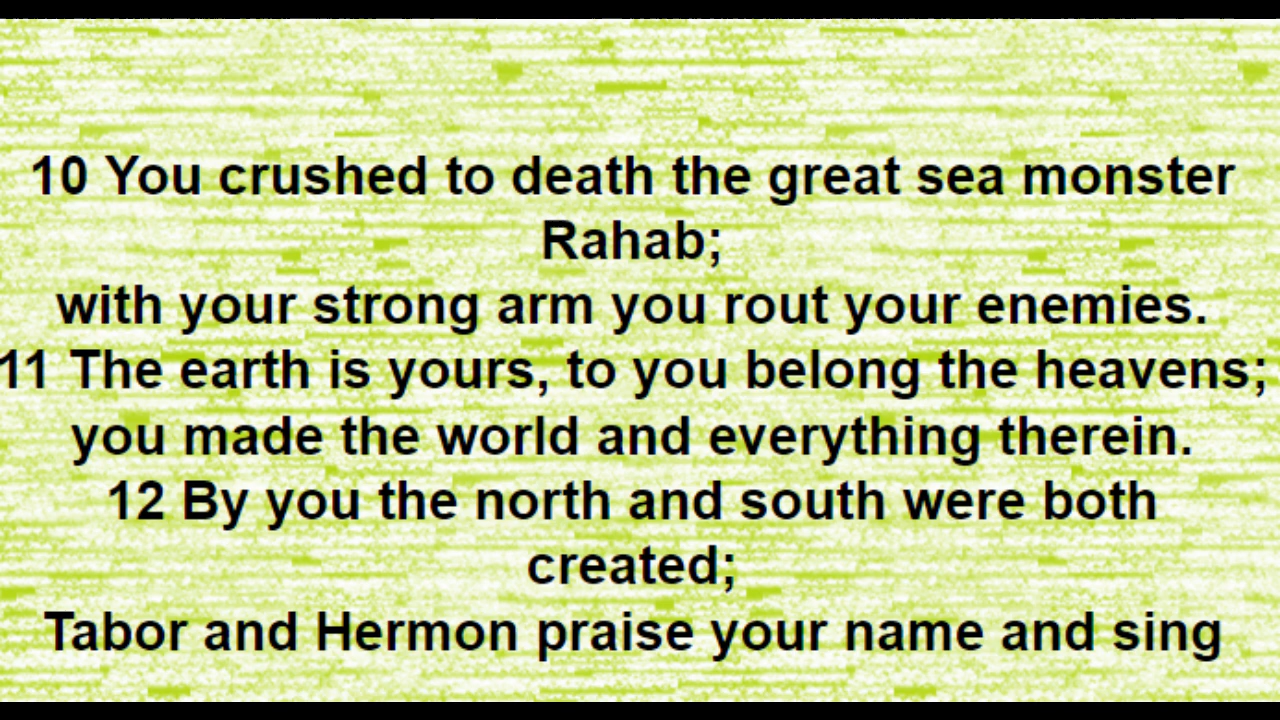 10 You crushed to death the great sea monster
Rahab;
with your strong arm you rout your enemies.
11 The earth is yours, to you belong the heavens;
you made the world and everything therein.
12 By you the north and south were both
created;
Tabor and Hermon praise your name and sing